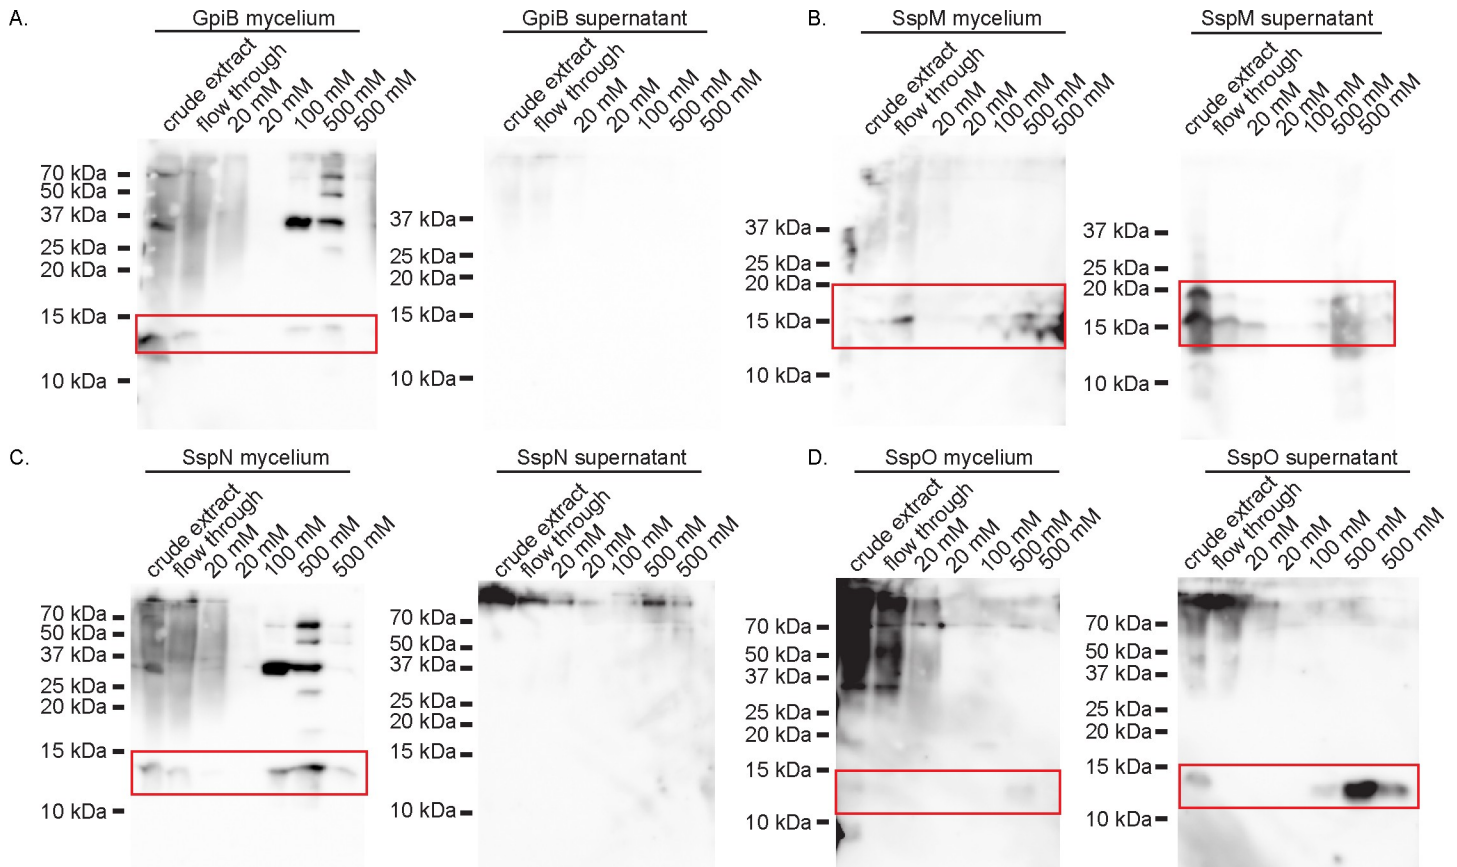 A.
GpiB mycelium
crude extract
flow through
20 mM
20 mM
100 mM
500 mM
500 mM
70 kDa
50 kDa
37 kDa
25 kDa
20 kDa
15 kDa
10 kDa
GpiB supernatant
crude extract
flow through
20 mM
20 mM
100 mM
500 mM
500 mM
37 kDa
25 kDa
20 kDa
15 kDa
10 kDa
B.
SspM mycelium
crude extract
flow through
20 mM
20 mM
100 mM
500 mM
500 mM
37 kDa
25 kDa
20 kDa
15 kDa
10 kDa
SspM supernatant
crude extract
flow through
20 mM
20 mM
100 mM
500 mM
500 mM
37 kDa
25 kDa
20 kDa
15 kDa
10 kDa
C.
SspN mycelium
crude extract
flow through
20 mM
20 mM
100 mM
500 mM
500 mM
70 kDa
50 kDa
37 kDa
25 kDa
20 kDa
15 kDa
10 kDa
SspN supernatant
crude extract
flow through
20 mM
20 mM
100 mM
500 mM
500 mM
70 kDa
50 kDa
37 kDa
25 kDa
20 kDa
15 kDa
10 kDa
D.
SspO mycelium
crude extract
flow through
20 mM
20 mM
100 mM
500 mM
500 mM
70 kDa
50 kDa
37 kDa
25 kDa
20 kDa
15 kDa
10 kDa
SspO supernatant
crude extract
flow through
20 mM
20 mM
100 mM
500 mM
500 mM
70 kDa
50 kDa
37 kDa
25 kDa
20 kDa
15 kDa
10 kDa